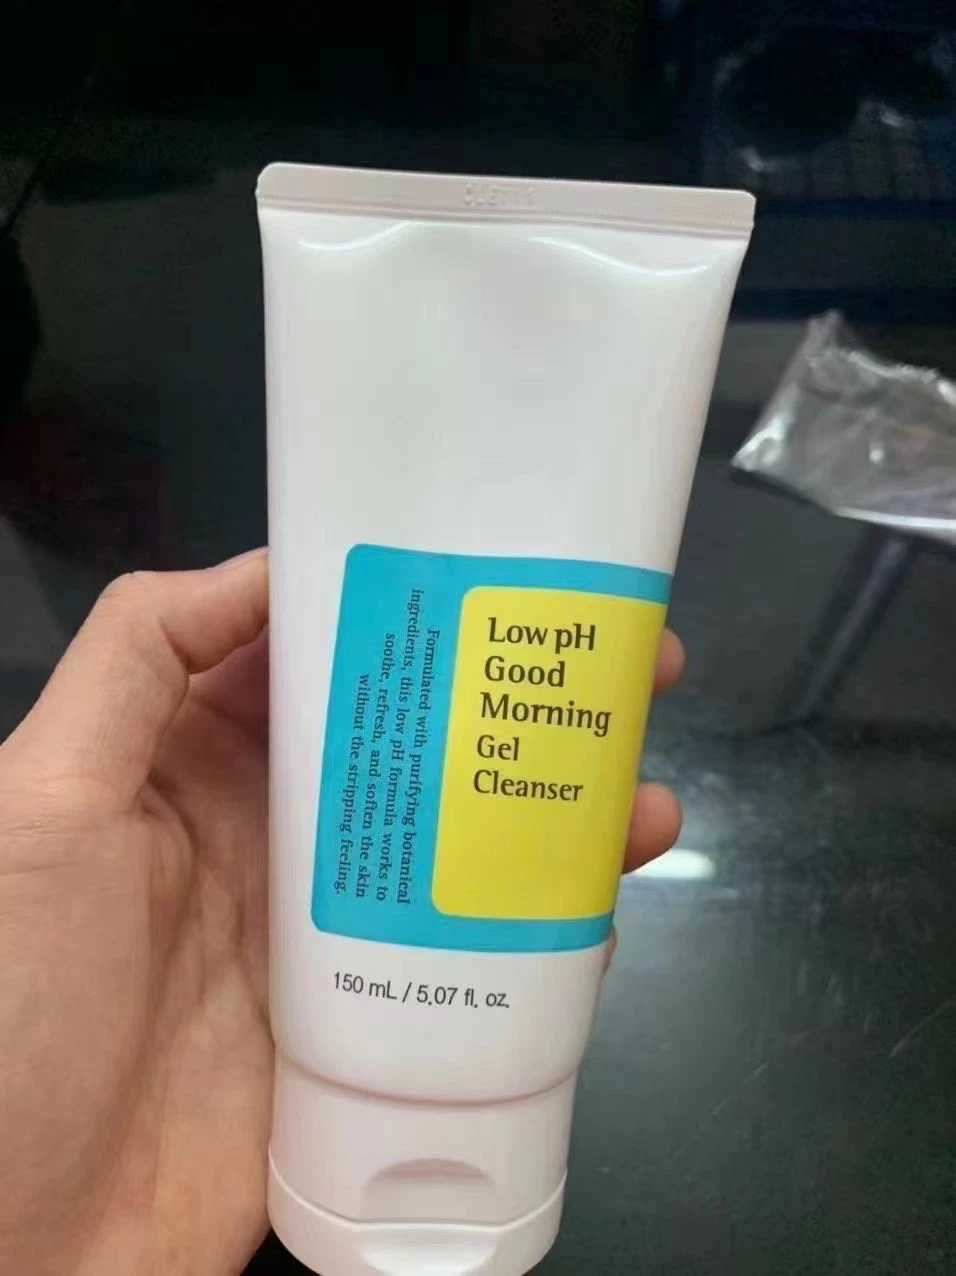 Low pH
Good
Morning
Gel
Cleanser
Formulated with purifying botanical
ingredients, this low pH formula works to
soothe, refresh, and soften the skin
without the stripping feeling.
150 mL / 5.07 fl. oz.